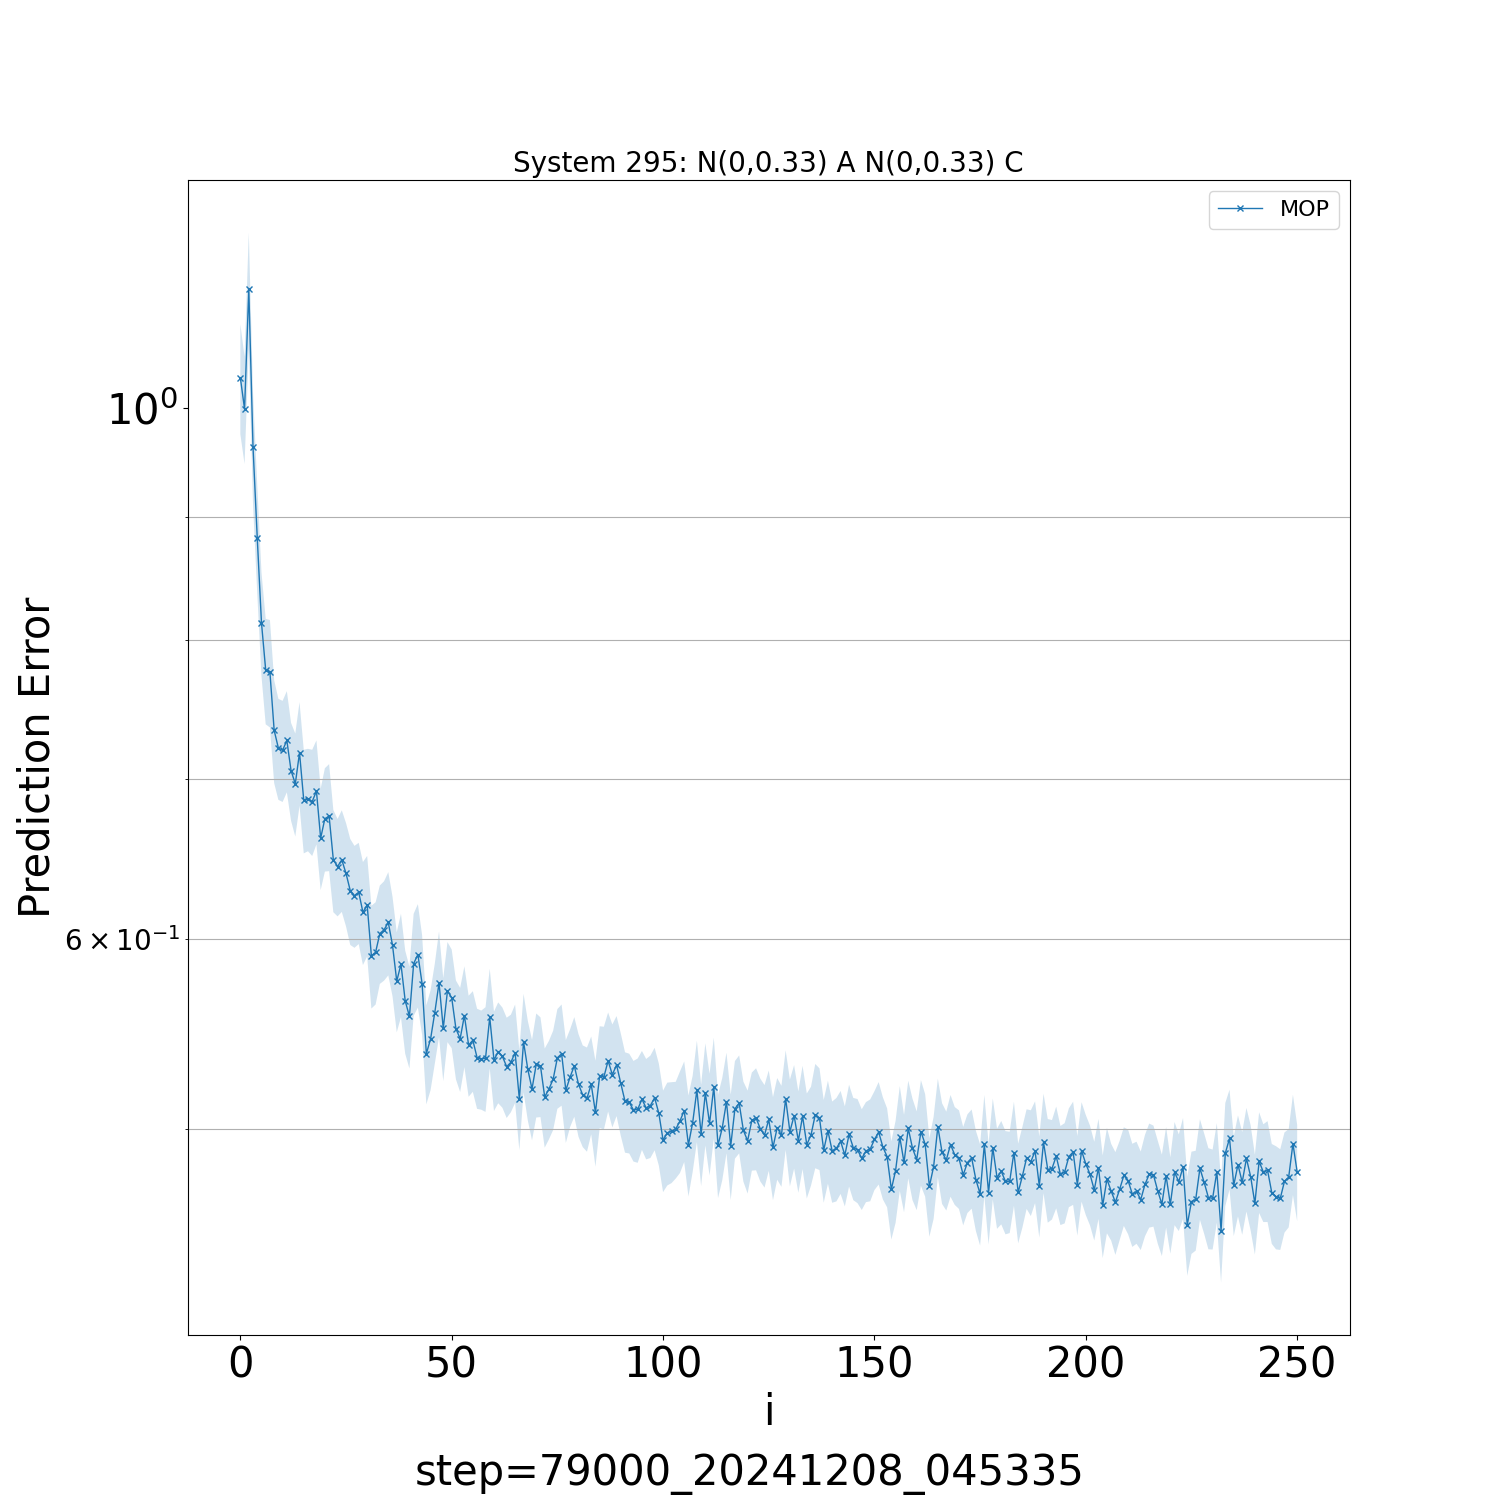 System 295: N(0,0.33) A N(0,0.33) C
MOP
10⁰
6 × 10⁻¹
Prediction Error
0 50 100 150 200 250
i
step=79000_20241208_045335